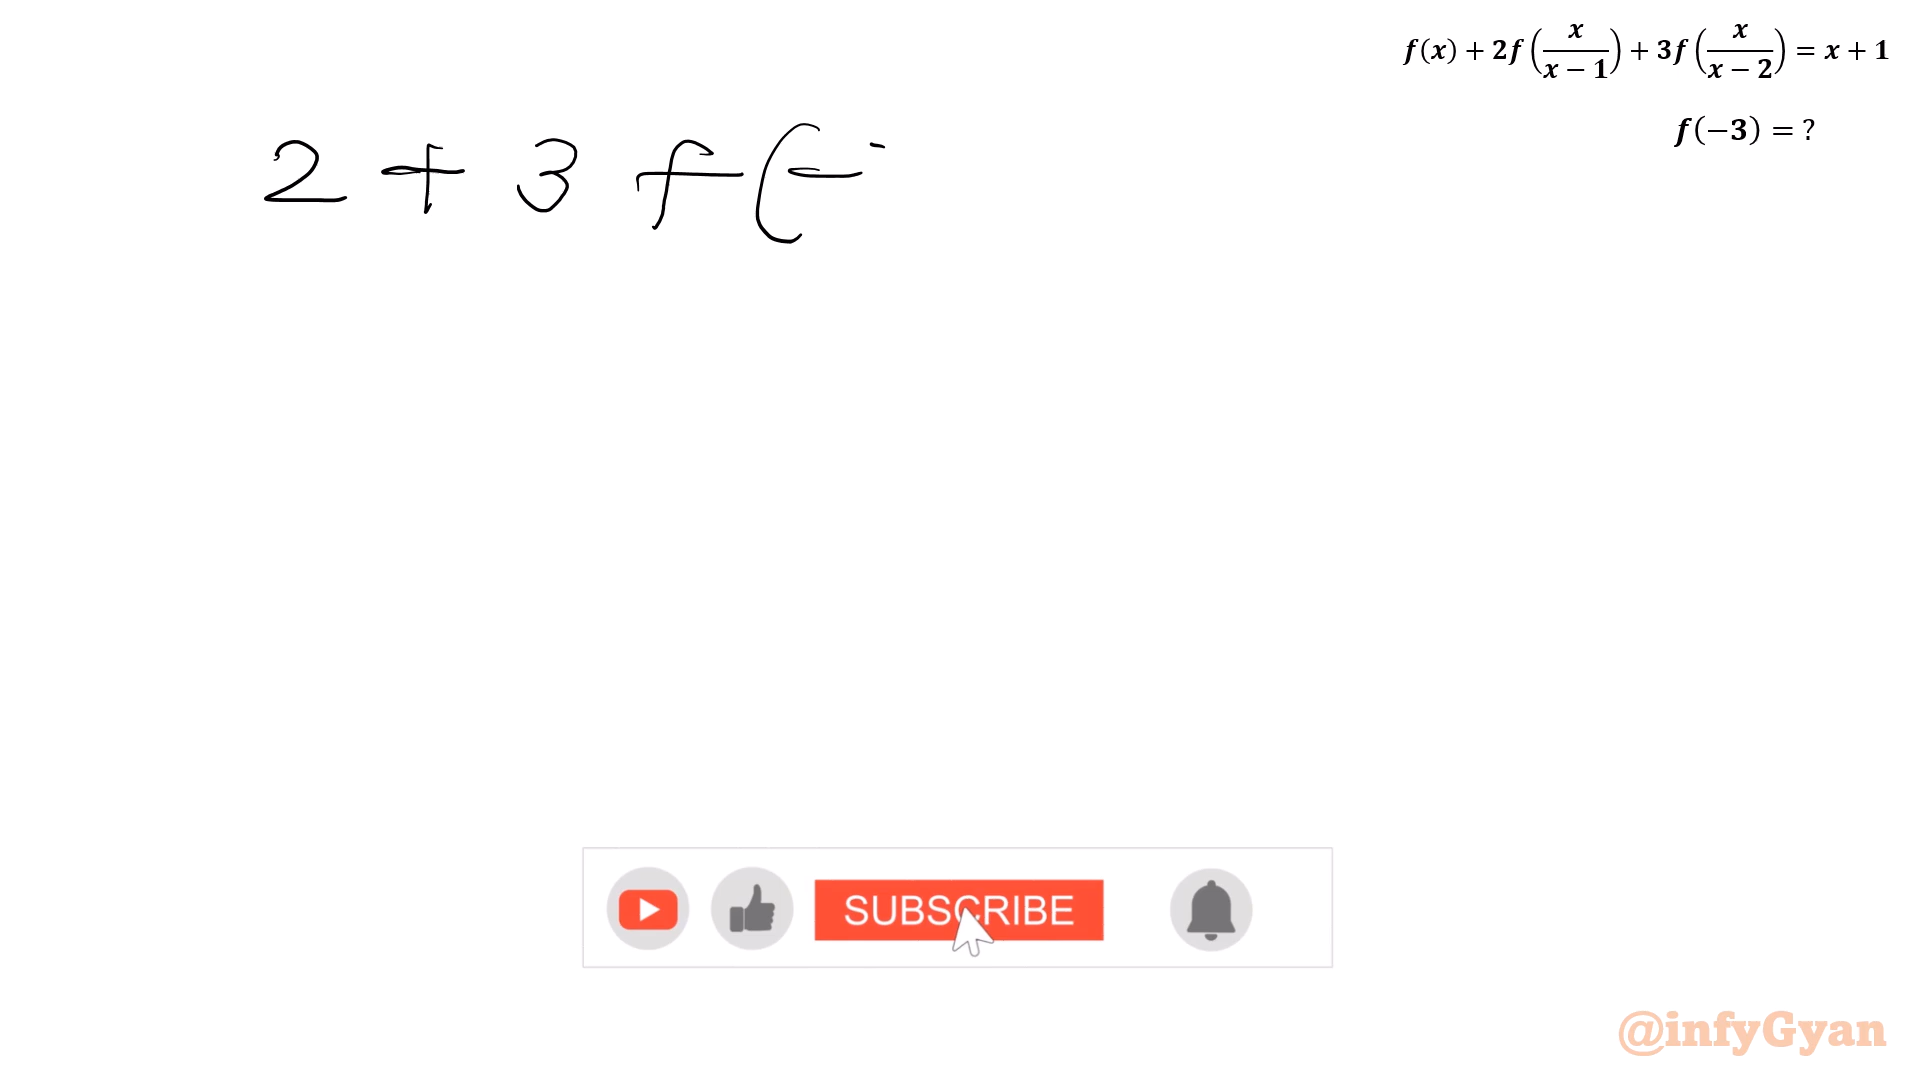 f(x) + 2f(x/(x − 1)) + 3f(x/(x − 2)) = x + 1
f(−3) = ?
2 + 3 f(-
SUBSCRIBE
@infyGyan